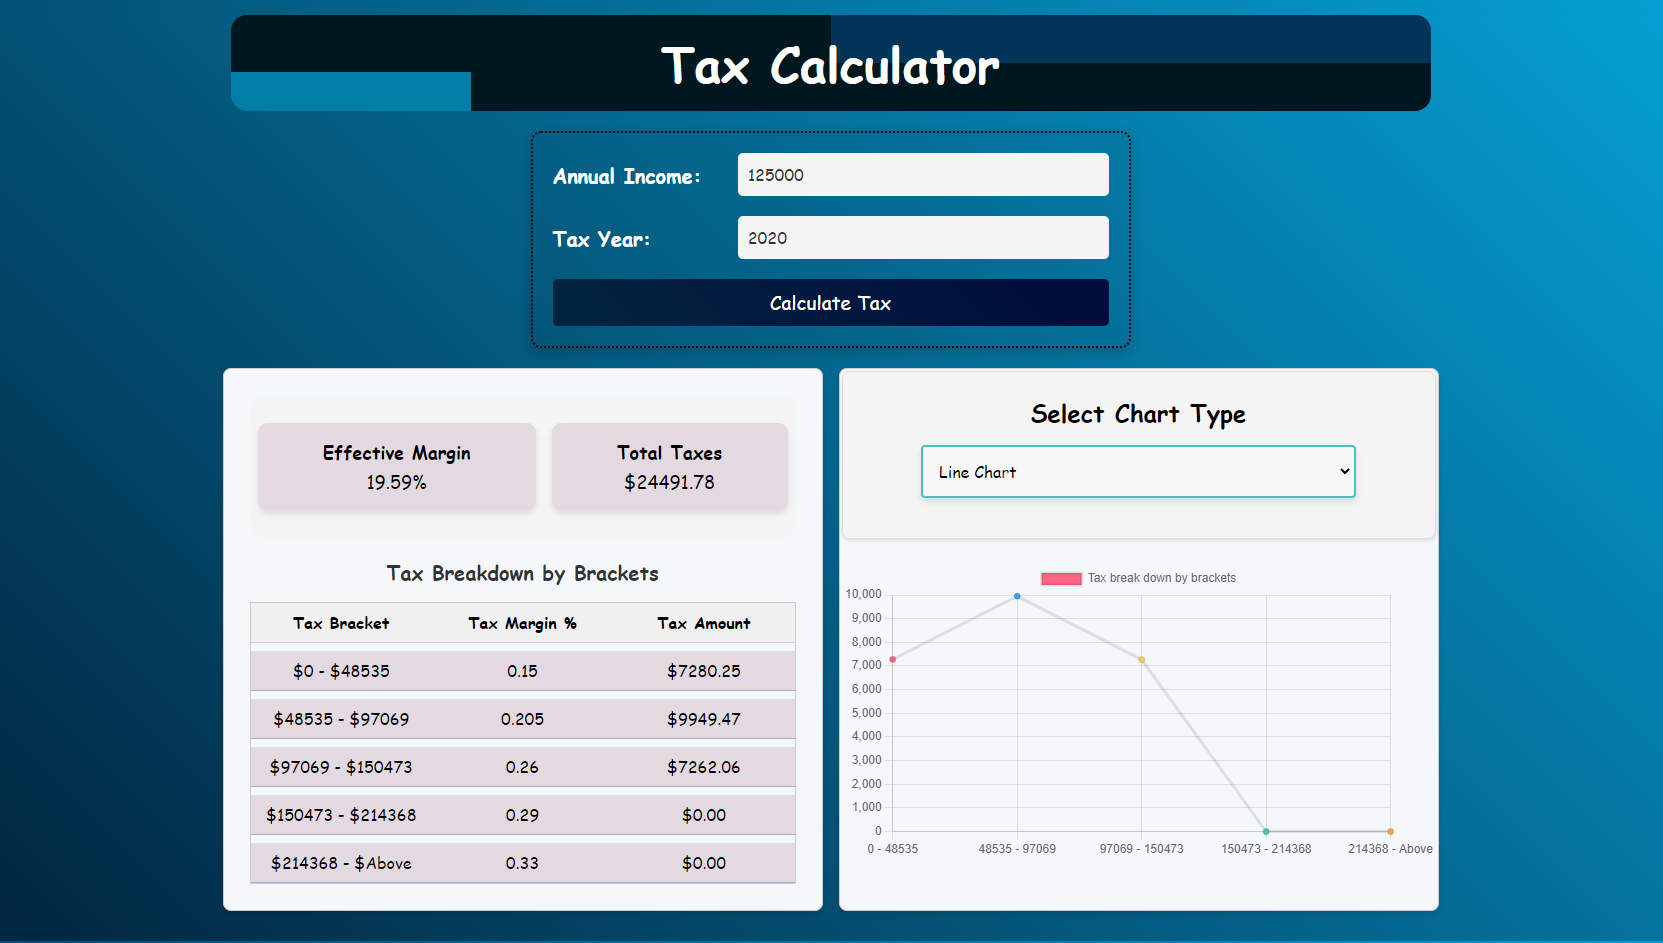 Tax Calculator
Annual Income: 125000
Tax Year: 2020
Calculate Tax
Effective Margin
19.59%
Total Taxes
$24491.78
Tax Breakdown by Brackets
Tax Bracket Tax Margin % Tax Amount
$0 - $48535 0.15 $7280.25
$48535 - $97069 0.205 $9949.47
$97069 - $150473 0.26 $7262.06
$150473 - $214368 0.29 $0.00
$214368 - $Above 0.33 $0.00
Select Chart Type
Line Chart
Tax break down by brackets
10,000
9,000
8,000
7,000
6,000
5,000
4,000
3,000
2,000
1,000
0
0 - 48535 48535 - 97069 97069 - 150473 150473 - 214368 214368 - Above